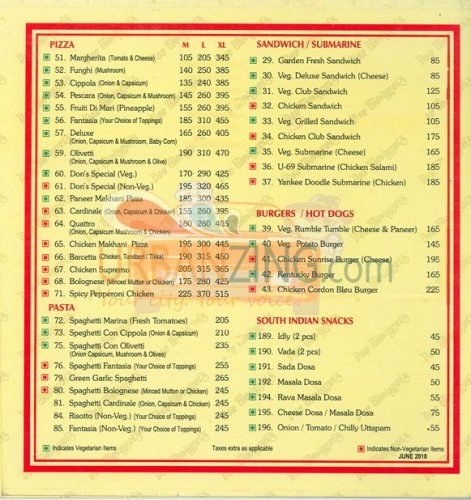 PIZZA M L XL
51. Margherita (Tomato & Cheese) 105 205 345
52. Funghi (Mushroom) 140 250 385
53. Cippola (Onion & Capsicum) 135 240 385
54. Pescara (Onion, Capsicum & Mushroom) 145 260 395
55. Fruiti Di Mari (Pineapple) 155 260 395
56. Fantasia (Your Choice of Toppings) 185 310 455
57. Deluxe 165 260 405
(Onion, Capsicum & Mushroom, Baby Corn)
59. Olivetti 190 310 470
(Onion, Capsicum, Mushroom & Olive)
60. Don's Special (Veg.) 170 290 425
61. Don's Special (Non-Veg.) 195 320 465
62. Paneer Makhani Pizza 185 300 435
63. Cardinale (Onion, Capsicum & Chicken) 155 260 395
64. Quattro 160 260 405
(Onion, Capsicum Mushroom & Chicken)
65. Chicken Makhani Pizza 195 300 445
66. Barcetta (Chicken Tandoori / Tikka) 190 315 450
67. Chicken Supremo 205 315 365
68. Bolognese (Minced Mutton or Chicken) 175 280 425
71. Spicy Pepperoni Chicken 225 370 515
PASTA
72. Spaghetti Marina (Fresh Tomatoes) 205
73. Spaghetti Con Cippola (Onion & Capsicum) 210
75. Spaghetti Con Olivetti 235
(Onion Capsicum, Mushroom & Olives)
76. Spaghetti Fantasia (Your Choice of Toppings) 255
79. Green Garlic Spaghetti 265
80. Spaghetti Bolognese (Minced Mutton or Chicken) 245
81. Spaghetti Cardinale (Onion, Capsicum & Chicken) 245
84. Risotto (Non-Veg.) (Your Choice of Toppings) 255
85. Fantasia (Non-Veg.) (Your Choice of Toppings) 255
Indicates Vegetarian Items
Taxes extra as applicable
SANDWICH / SUBMARINE
29. Garden Fresh Sandwich 85
30. Veg. Deluxe Sandwich (Cheese) 85
31. Veg. Club Sandwich 125
32. Chicken Sandwich 105
33. Veg. Grilled Sandwich 105
34. Chicken Club Sandwich 175
35. Veg. Submarine (Cheese) 165
36. U-69 Submarine (Chicken Salami) 185
37. Yankee Doodle Submarine (Chicken) 185
BURGERS / HOT DOGS
39. Veg. Rumble Tumble (Cheese & Paneer) 165
40. Veg. Potato Burger 145
41. Chicken Sunrise Burger (Cheese) 195
42. Kentucky Burger 165
43. Chicken Cordon Bleu Burger 225
SOUTH INDIAN SNACKS
189. Idly (2 pcs) 45
190. Vada (2 pcs) 50
191. Sada Dosa 45
192. Masala Dosa 50
194. Rava Masala Dosa 55
195. Cheese Dosa / Masala Dosa 75
196. Onion / Tomato / Chilly Uttapam 55
Indicates Non-Vegetarian Items
JUNE 2010